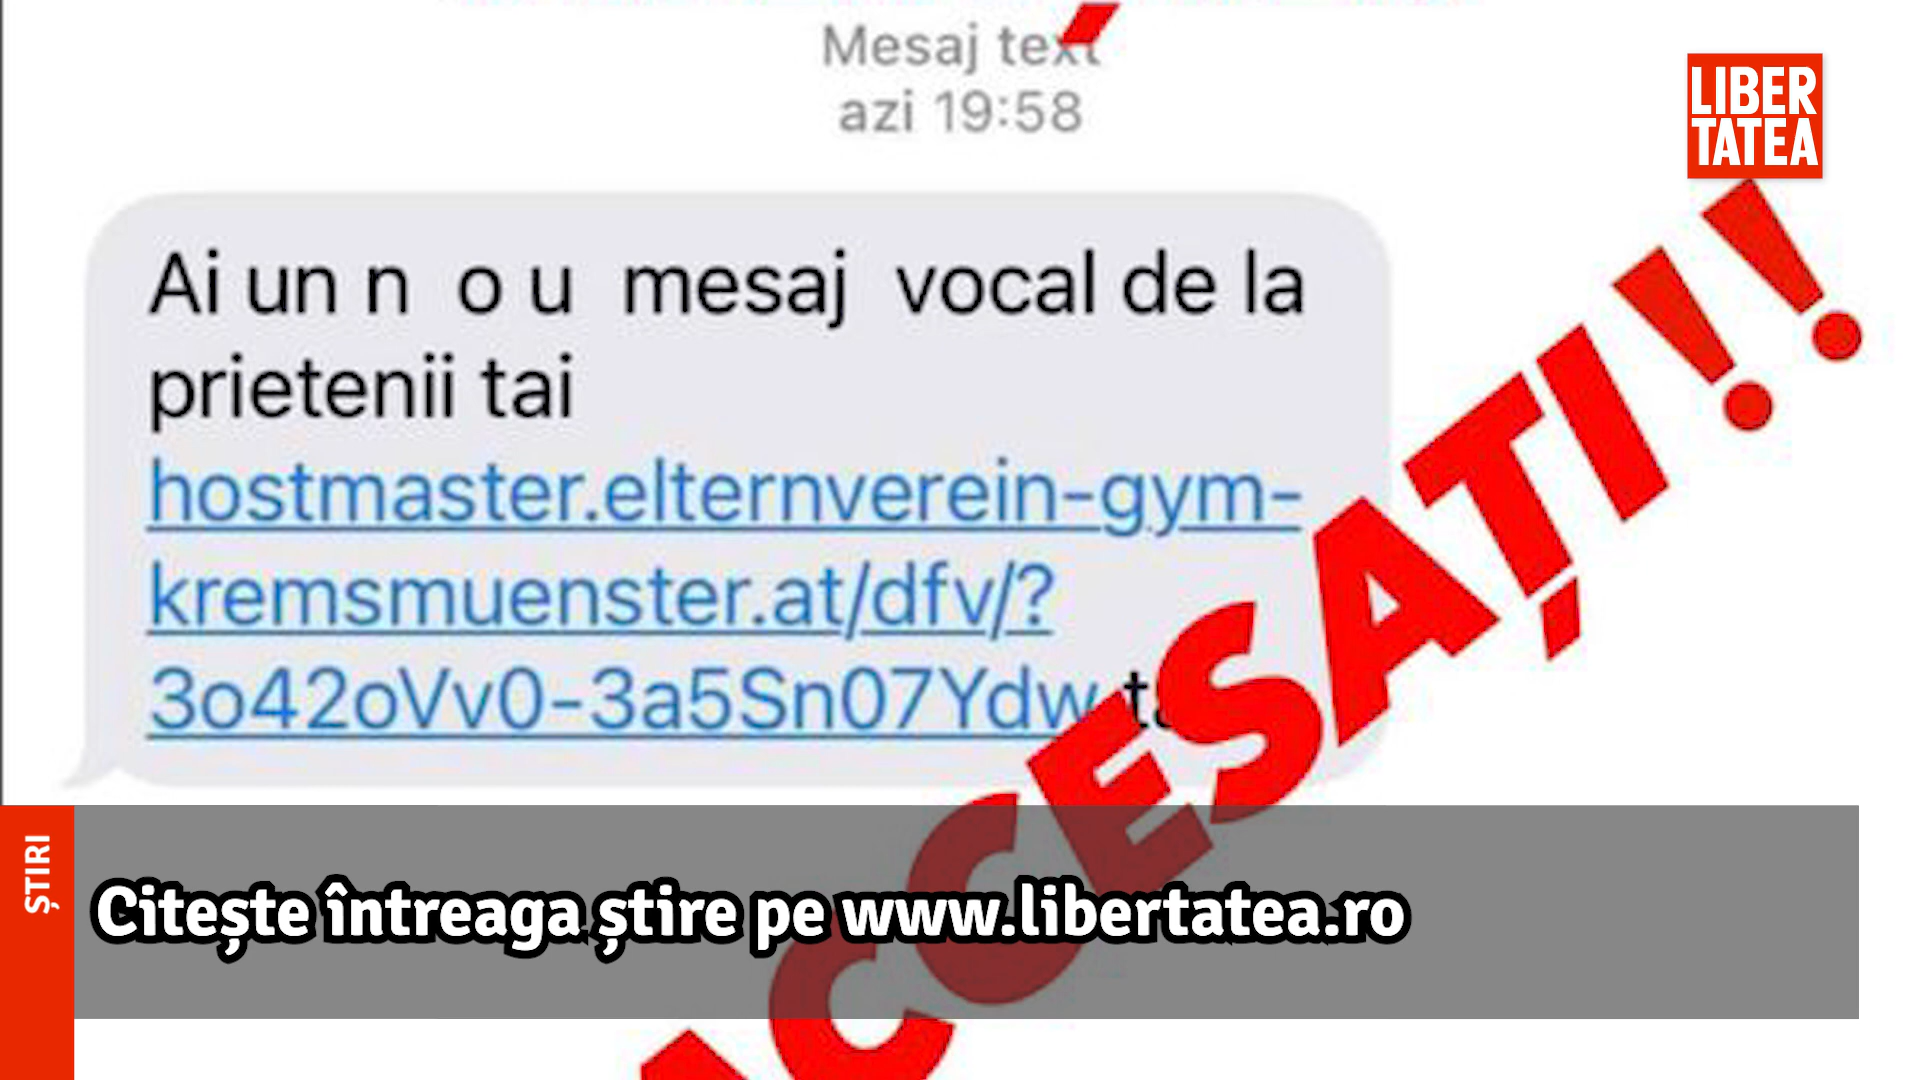 Mesaj text
azi 19:58
LIBER
TATEA
Ai un n o u mesaj vocal de la
prietenii tai
hostmaster.elternverein-gym-
kremsmuenster.at/dfv/?
3o42oVv0-3a5Sn07Ydw
ACCESAȚI!!
ȘTIRI
Citește întreaga știre pe www.libertatea.ro